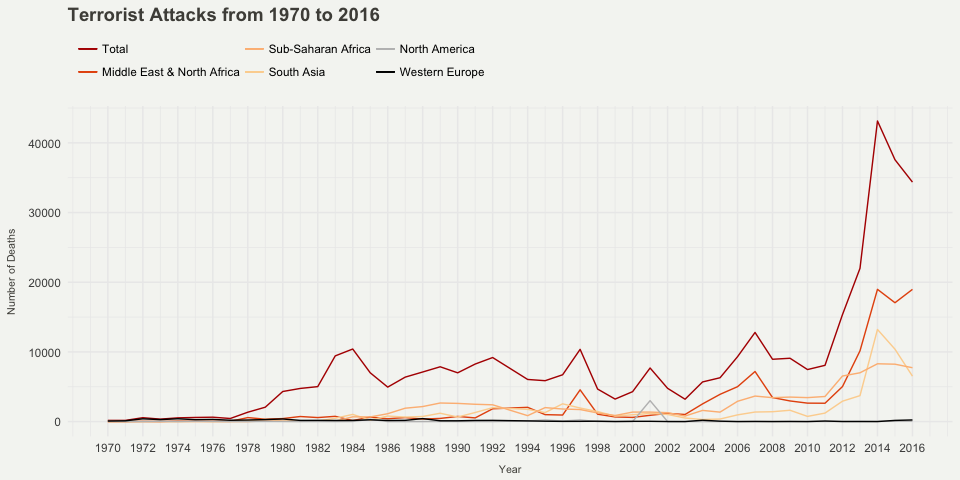 Terrorist Attacks from 1970 to 2016
Total Sub-Saharan Africa North America
Middle East & North Africa South Asia Western Europe
40000
30000
20000
10000
0
Number of Deaths
1970 1972 1974 1976 1978 1980 1982 1984 1986 1988 1990 1992 1994 1996 1998 2000 2002 2004 2006 2008 2010 2012 2014 2016
Year